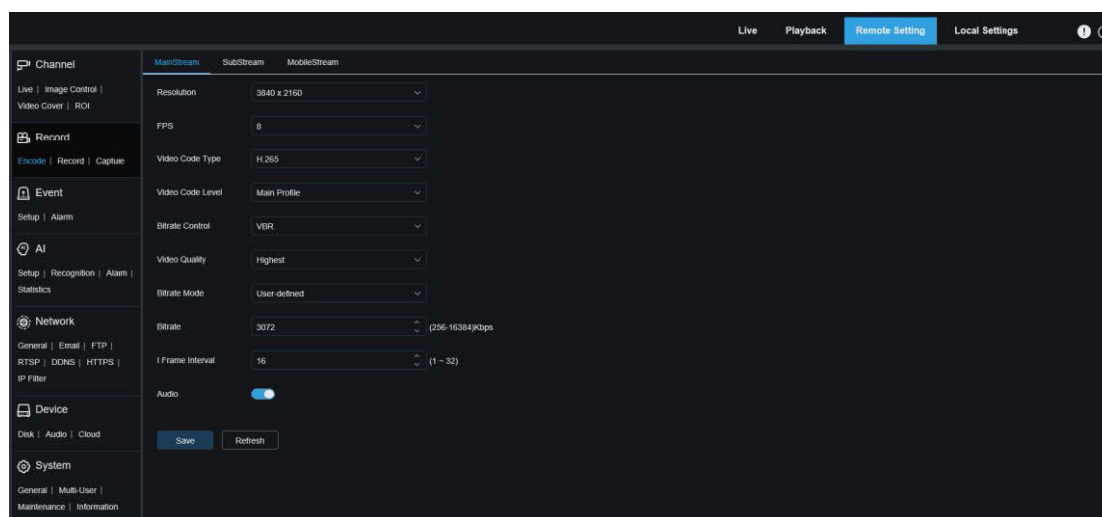 Live Playback Remote Setting Local Settings
Channel
Live | Image Control |
Video Cover | ROI
Record
Encode | Record | Capture
Event
Setup | Alarm
AI
Setup | Recognition | Alarm |
Statistics
Network
General | Email | FTP |
RTSP | DDNS | HTTPS |
IP Filter
Device
Disk | Audio | Cloud
System
General | Multi-User |
Maintenance | Information
MainStream SubStream MobileStream
Resolution 3840 x 2160
FPS 8
Video Code Type H.265
Video Code Level Main Profile
Bitrate Control VBR
Video Quality Highest
Bitrate Mode User-defined
Bitrate 3072 (256-16384)Kbps
I Frame Interval 16 (1 ~ 32)
Audio
Save Refresh